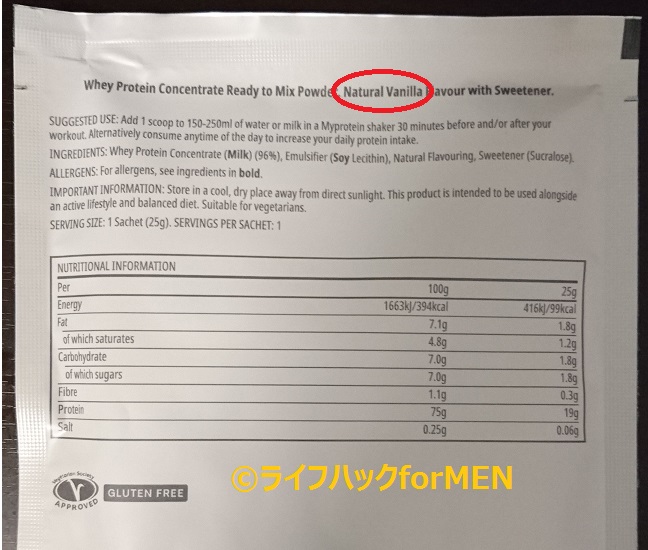 Whey Protein Concentrate Ready to Mix Powder, Natural Vanilla Flavour with Sweetener.
SUGGESTED USE: Add 1 scoop to 150-250ml of water or milk in a Myprotein shaker 30 minutes before and/or after your
workout. Alternatively consume anytime of the day to increase your daily protein intake.
INGREDIENTS: Whey Protein Concentrate (Milk) (96%), Emulsifier (Soy Lecithin), Natural Flavouring, Sweetener (Sucralose).
ALLERGENS: For allergens, see ingredients in bold.
IMPORTANT INFORMATION: Store in a cool, dry place away from direct sunlight. This product is intended to be used alongside
an active lifestyle and balanced diet. Suitable for vegetarians.
SERVING SIZE: 1 Sachet (25g). SERVINGS PER SACHET: 1
NUTRITIONAL INFORMATION
Per 100g 25g
Energy 1663kJ/394kcal 416kJ/99kcal
Fat 7.1g 1.8g
of which saturates 4.8g 1.2g
Carbohydrate 7.0g 1.8g
of which sugars 7.0g 1.8g
Fibre 1.1g 0.3g
Protein 75g 19g
Salt 0.25g 0.06g
Vegetarian Society
APPROVED
GLUTEN FREE
©ライフハックforMEN